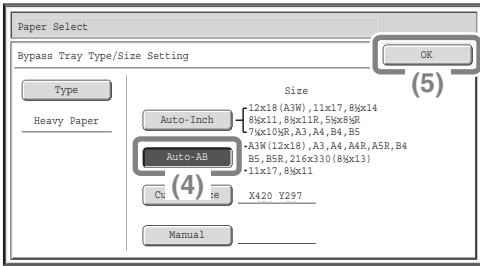 Paper Select
Bypass Tray Type/Size Setting
OK
(5)
Type
Size
Heavy Paper
Auto-Inch
12x18(A3W),11x17,8½x14
8½x11,8½x11R,5½x8½R
7¼x10½R,A3,A4,B4,B5
Auto-AB
A3W(12x18),A3,A4,A4R,A5R,B4
B5,B5R,216x330(8½x13)
11x17,8½x11
(4)
X420 Y297
Manual